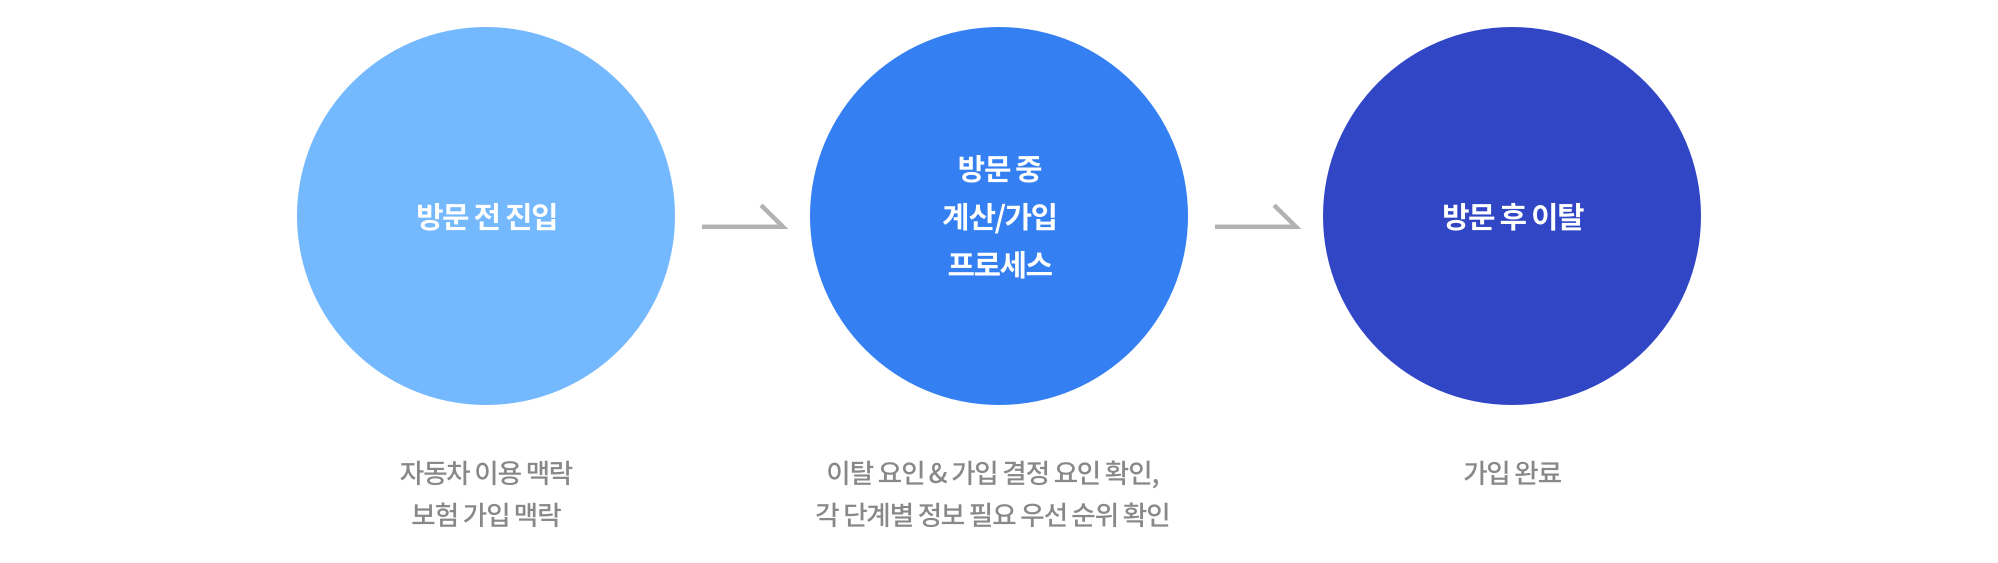 방문 전 진입
방문 중
계산/가입
프로세스
방문 후 이탈
자동차 이용 맥락
보험 가입 맥락
이탈 요인 & 가입 결정 요인 확인,
각 단계별 정보 필요 우선 순위 확인
가입 완료